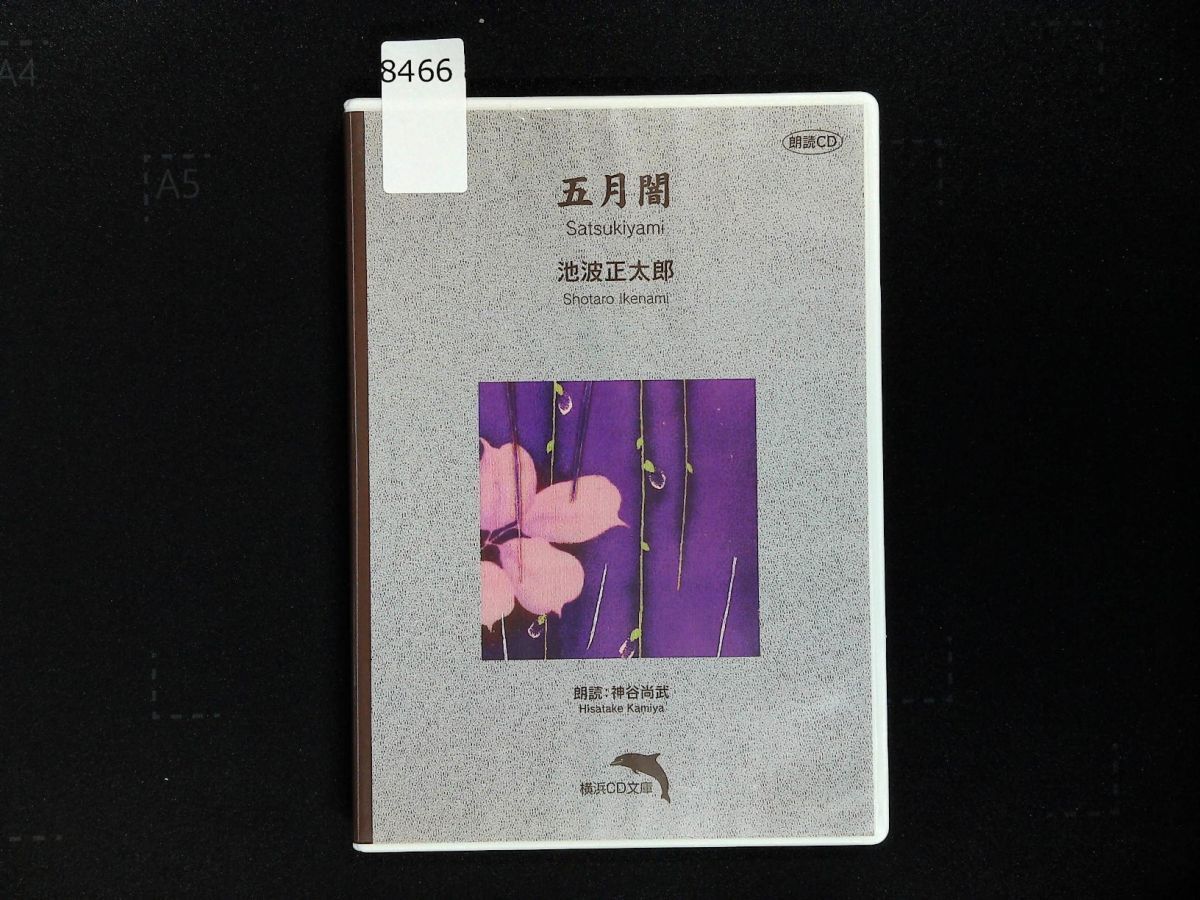 A4
A5
8466
朗読CD
五月闇
Satsukiyami
池波正太郎
Shotaro Ikenami
朗読:神谷尚武
Hisatake Kamiya
横浜CD文庫